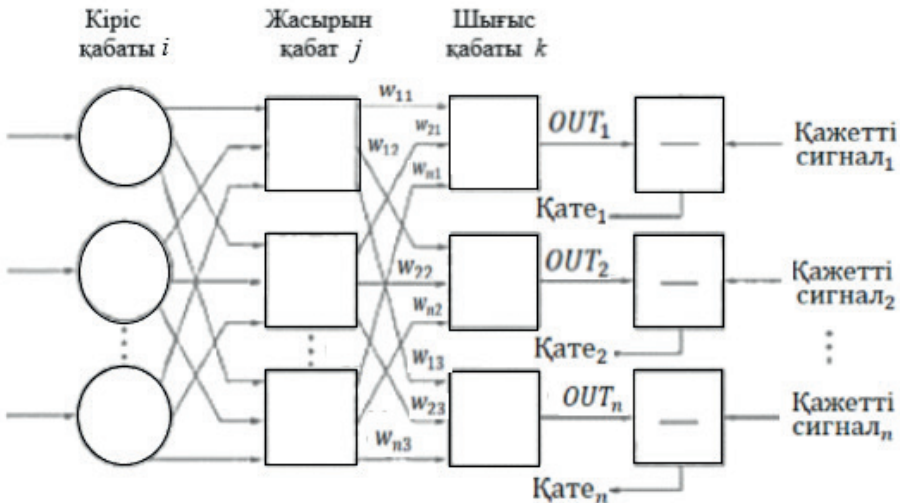 Кіріс
қабаты i
Жасырын
қабат j
Шығыс
қабаты k
w₁₁
w₂₁
w₁₂
wₙ₁
OUT₁
Қажетті
сигнал₁
Қате₁
w₂₂
wₙ₂
OUT₂
Қажетті
сигнал₂
Қате₂
w₁₃
w₂₃
wₙ₃
OUTₙ
Қажетті
сигналₙ
Қатеₙ